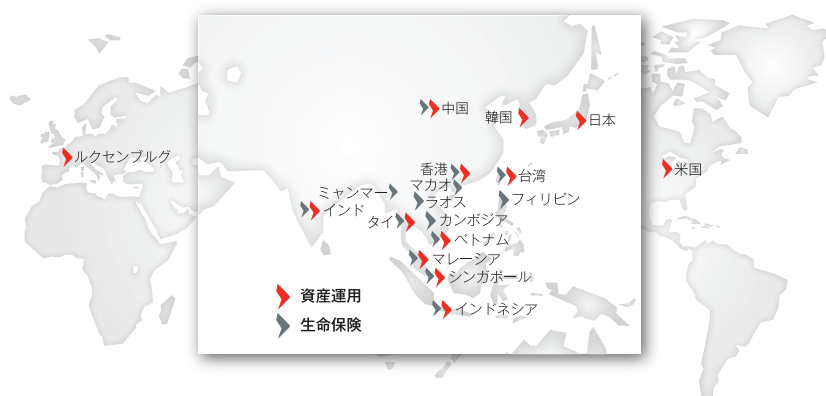 中国
韓国
日本
ルクセンブルグ
香港
台湾
米国
マカオ
ミャンマー
ラオス
フィリピン
インド
タイ
カンボジア
ベトナム
マレーシア
シンガポール
資産運用
インドネシア
生命保険